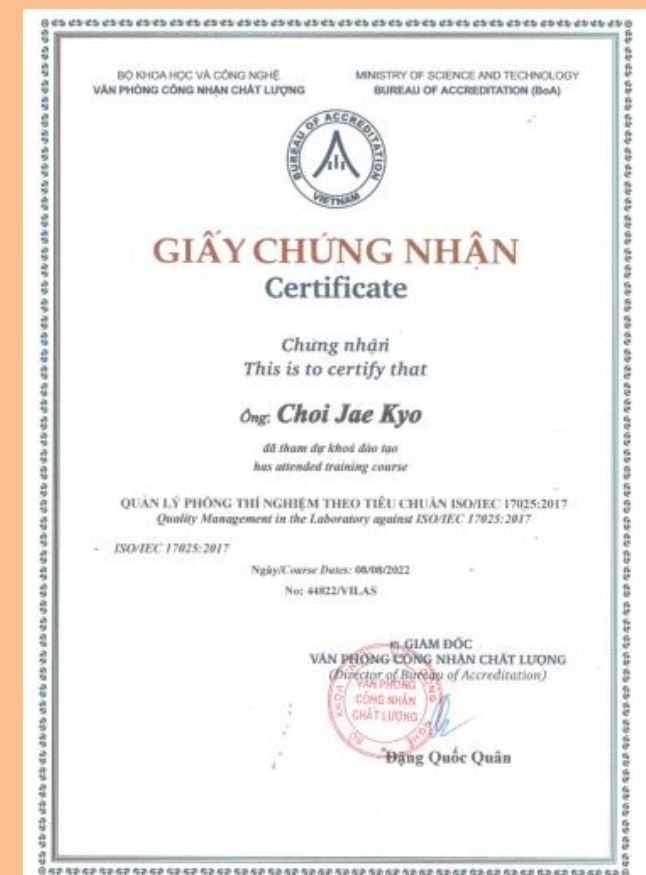 BỘ KHOA HỌC VÀ CÔNG NGHỆ
VĂN PHÒNG CÔNG NHẬN CHẤT LƯỢNG
MINISTRY OF SCIENCE AND TECHNOLOGY
BUREAU OF ACCREDITATION (BoA)
BUREAU OF ACCREDITATION
VIETNAM
GIẤY CHỨNG NHẬN
Certificate
Chứng nhận
This is to certify that
Ông: Choi Jae Kyo
đã tham dự khoá đào tạo
has attended training course
QUẢN LÝ PHÒNG THÍ NGHIỆM THEO TIÊU CHUẨN ISO/IEC 17025:2017
Quality Management in the Laboratory against ISO/IEC 17025:2017
- ISO/IEC 17025:2017
Ngày/Course Dates: 08/08/2022
No: 44822/VILAS
GIÁM ĐỐC
VĂN PHÒNG CÔNG NHẬN CHẤT LƯỢNG
(Director of Bureau of Accreditation)
VĂN PHÒNG
CÔNG NHẬN
CHẤT LƯỢNG
Đặng Quốc Quân